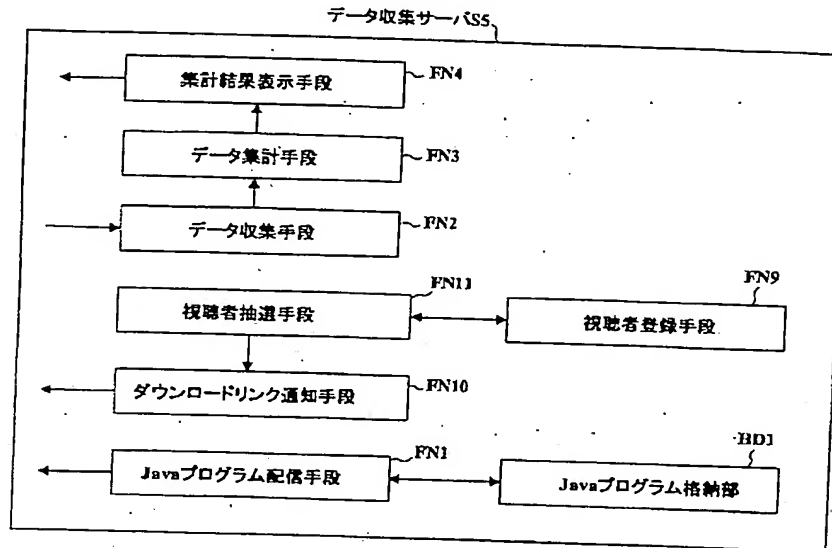 データ収集サーバS5
集計結果表示手段
FN4
データ集計手段
FN3
データ収集手段
FN2
視聴者抽選手段
FN11
視聴者登録手段
FN9
ダウンロードリンク通知手段
FN10
Javaプログラム配信手段
FN1
Javaプログラム格納部
BD1